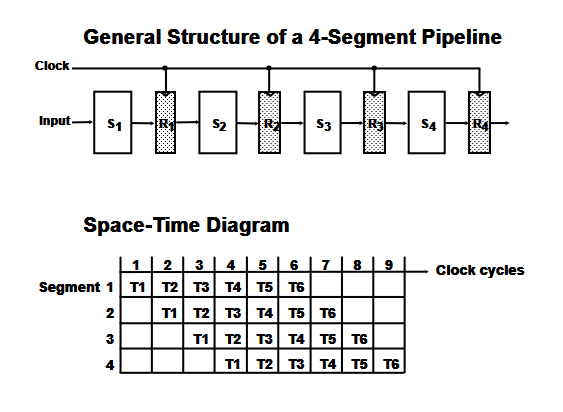 General Structure of a 4-Segment Pipeline
Clock
Input S1 R1 S2 R2 S3 R3 S4 R4
Space-Time Diagram
1 2 3 4 5 6 7 8 9 Clock cycles
Segment 1 T1 T2 T3 T4 T5 T6
2 T1 T2 T3 T4 T5 T6
3 T1 T2 T3 T4 T5 T6
4 T1 T2 T3 T4 T5 T6